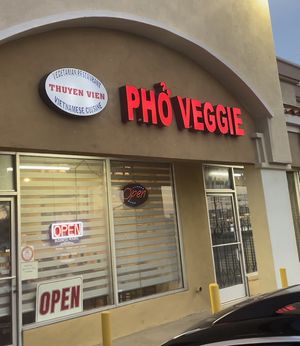 VEGETARIAN RESTAURANT
THUYEN VIEN
VIETNAMESE CUISINE
PHỞ VEGGIE
Open
OPEN
OPEN